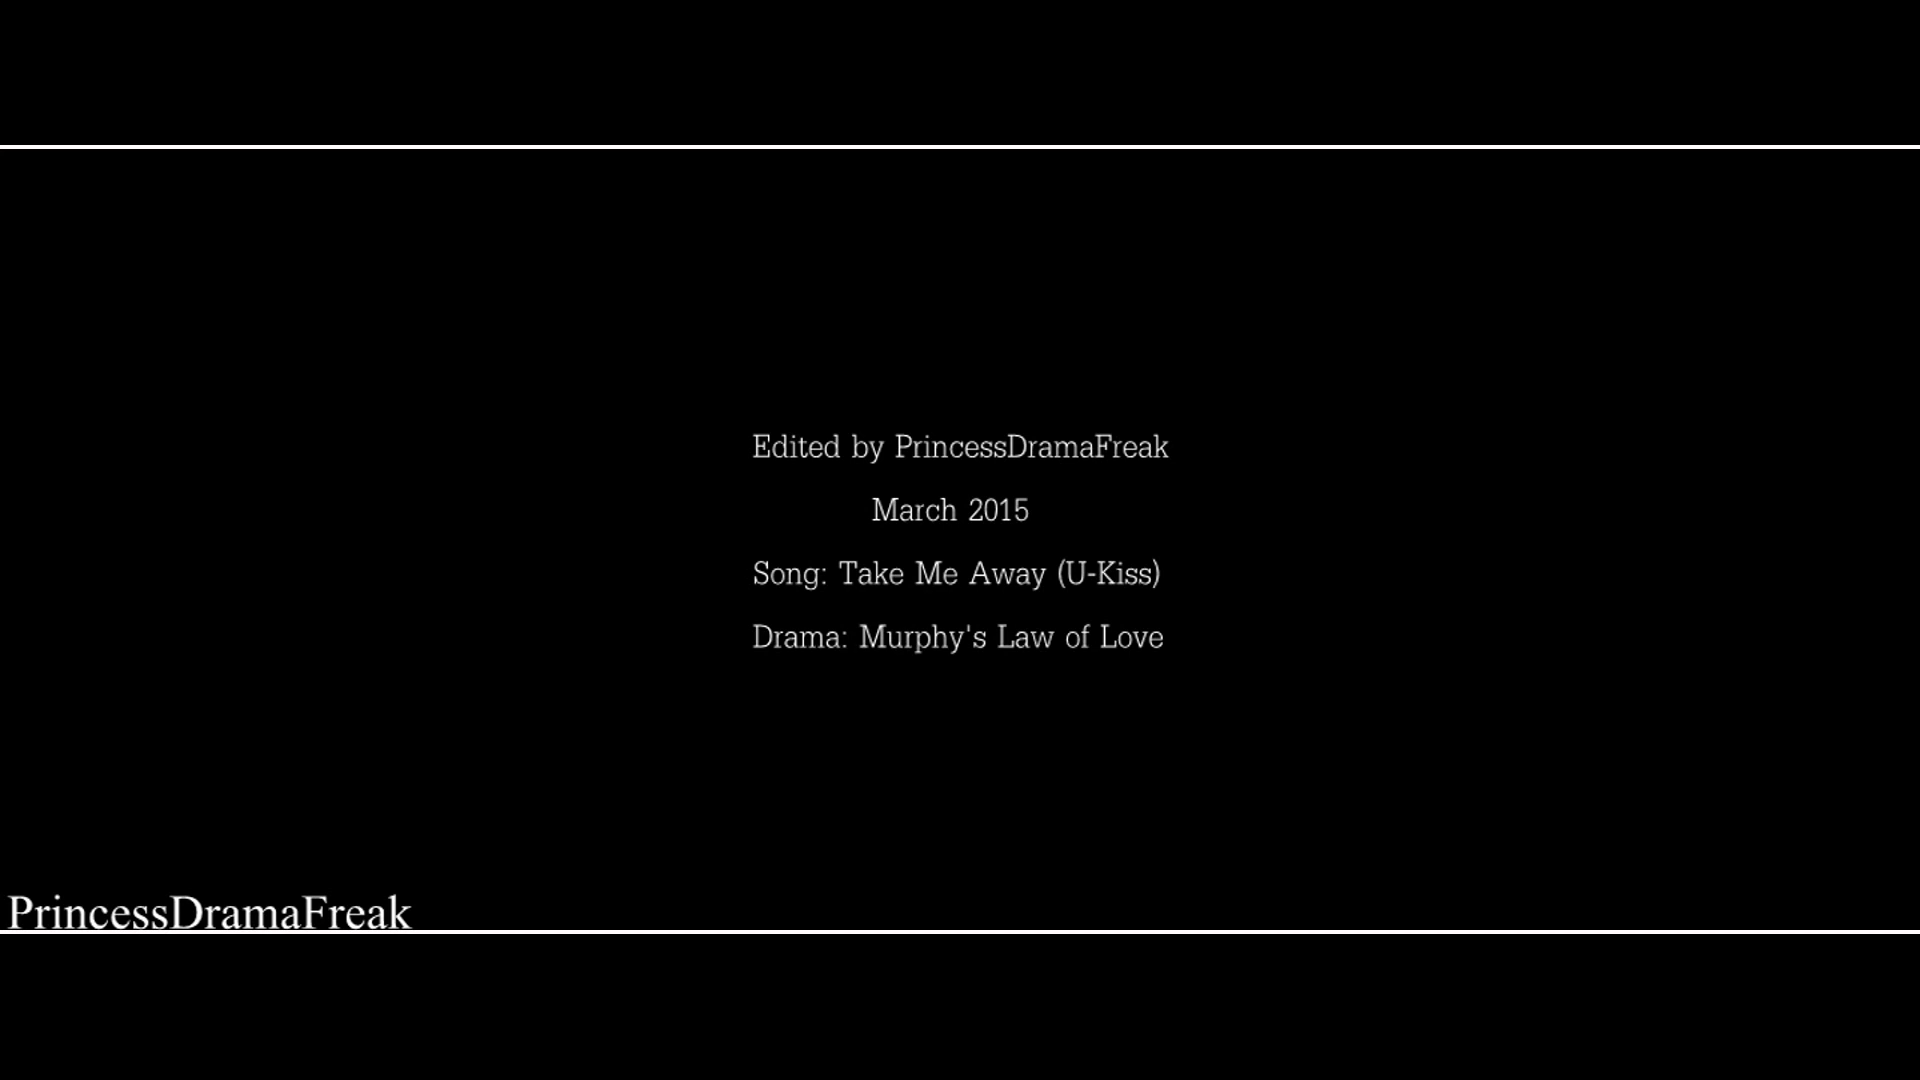 Edited by PrincessDramaFreak
March 2015
Song: Take Me Away (U-Kiss)
Drama: Murphy's Law of Love
PrincessDramaFreak